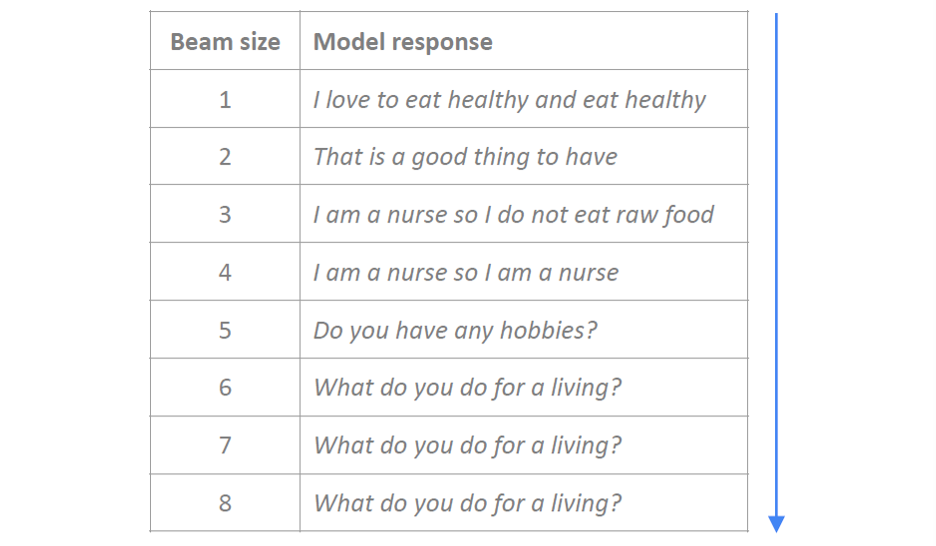 Beam size Model response
1 I love to eat healthy and eat healthy
2 That is a good thing to have
3 I am a nurse so I do not eat raw food
4 I am a nurse so I am a nurse
5 Do you have any hobbies?
6 What do you do for a living?
7 What do you do for a living?
8 What do you do for a living?